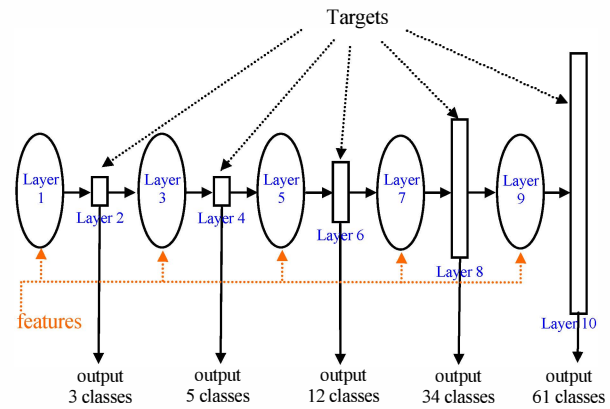 Targets
Layer 1
Layer 2
Layer 3
Layer 4
Layer 5
Layer 6
Layer 7
Layer 8
Layer 9
Layer 10
features
output 3 classes
output 5 classes
output 12 classes
output 34 classes
output 61 classes